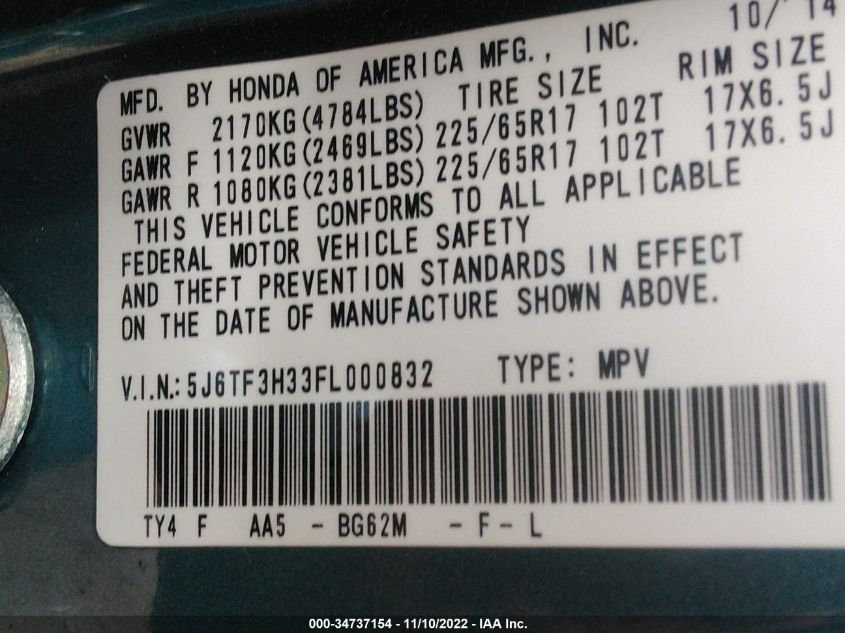 10/ 14
MFD. BY HONDA OF AMERICA MFG., INC.
GVWR 2170KG(4784LBS) TIRE SIZE RIM SIZE
GAWR F 1120KG(2469LBS) 225/65R17 102T 17X6.5J
GAWR R 1080KG(2381LBS) 225/65R17 102T 17X6.5J
THIS VEHICLE CONFORMS TO ALL APPLICABLE
FEDERAL MOTOR VEHICLE SAFETY
AND THEFT PREVENTION STANDARDS IN EFFECT
ON THE DATE OF MANUFACTURE SHOWN ABOVE.
V.I.N.: 5J6TF3H33FL000832 TYPE: MPV
TY4 F AA5 - BG62M - F - L
000-34737154 - 11/10/2022 - IAA Inc.